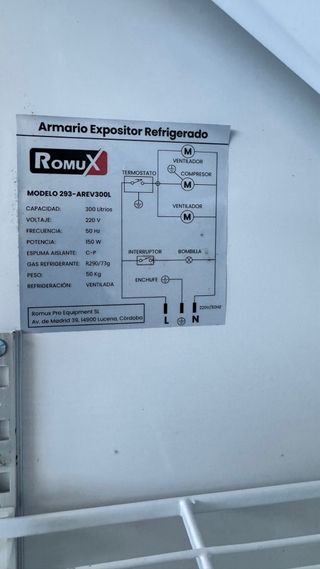 Armario Expositor Refrigerado
ROMUX
MODELO 293-AREV300L
CAPACIDAD: 300 Litrios
VOLTAJE: 220 V
FRECUENCIA: 50 Hz
POTENCIA: 150 W
ESPUMA AISLANTE: C-P
GAS REFRIGERANTE: R290/73g
PESO: 50 Kg
REFRIGERACIÓN: VENTILADA
Romux Pro Equipment SL
Av. de Madrid 39, 14900 Lucena, Córdoba
M
VENTILADOR
TERMOSTATO
COMPRESOR
M
VENTILADOR
M
INTERRUPTOR
BOMBILLA
ENCHUFE
220V/50HZ
L
N